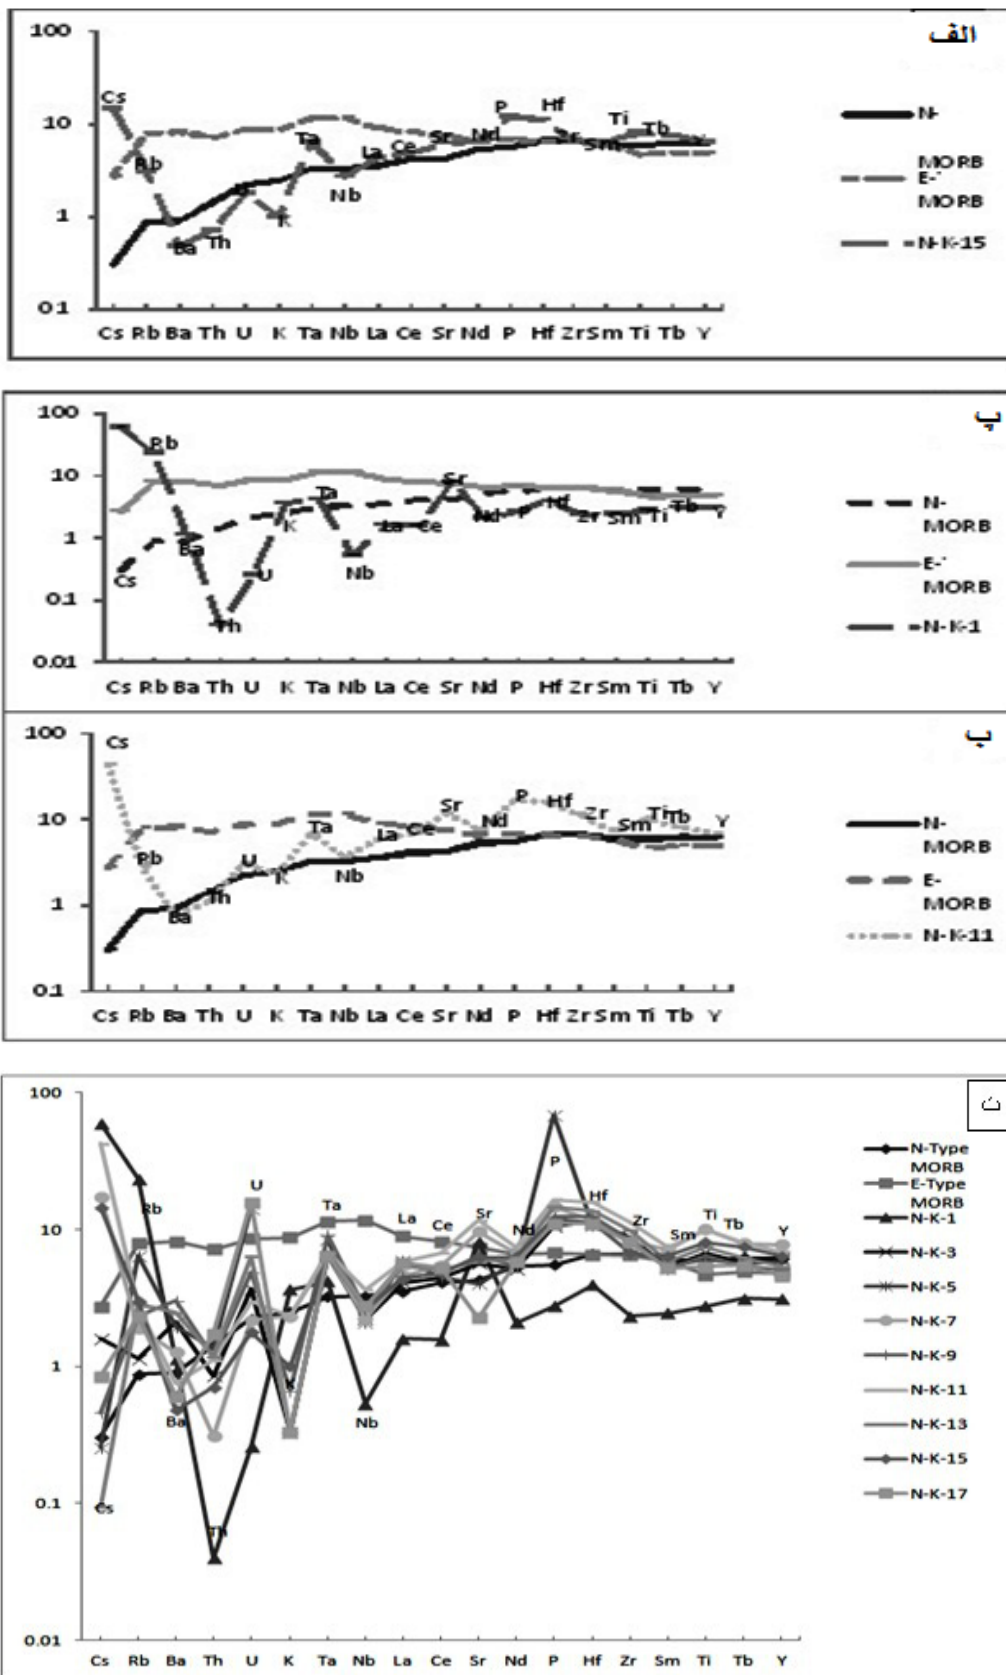 الف
100
10
1
01
Cs
Rb
Ba
Th
U
K
Ta
Nb
La
Ce
Sr
Nd
P
Hf
Zr
Sm
Ti
Tb
Y
N-
MORB
E-
MORB
N-K-15
Cs Rb Ba Th U K Ta Nb La Ce Sr Nd P Hf Zr Sm Ti Tb Y
پ
100
10
1
0.1
0.01
Cs
Rb
Ba
Th
U
K
Ta
Nb
La
Ce
Sr
Nd
P
Hf
Zr
Sm
Ti
Tb
Y
N-
MORB
E-
MORB
N-K-1
Cs Rb Ba Th U K Ta Nb La Ce Sr Nd P Hf Zr Sm Ti Tb Y
ب
100
10
1
0.1
Cs
Rb
Ba
Th
U
K
Ta
Nb
La
Ce
Sr
Nd
P
Hf
Zr
Sm
Ti
Tb
Y
N-
MORB
E-
MORB
N-K-11
Cs Rb Ba Th U K Ta Nb La Ce Sr Nd P Hf Zr Sm Ti Tb Y
ث
100
10
1
0.1
0.01
Cs
Rb
Ba
Th
U
K
Ta
Nb
La
Ce
Sr
Nd
P
Hf
Zr
Sm
Ti
Tb
Y
N-Type
MORB
E-Type
MORB
N-K-1
N-K-3
N-K-5
N-K-7
N-K-9
N-K-11
N-K-13
N-K-15
N-K-17
Cs Rb Ba Th U K Ta Nb La Ce Sr Nd P Hf Zr Sm Ti Tb Y